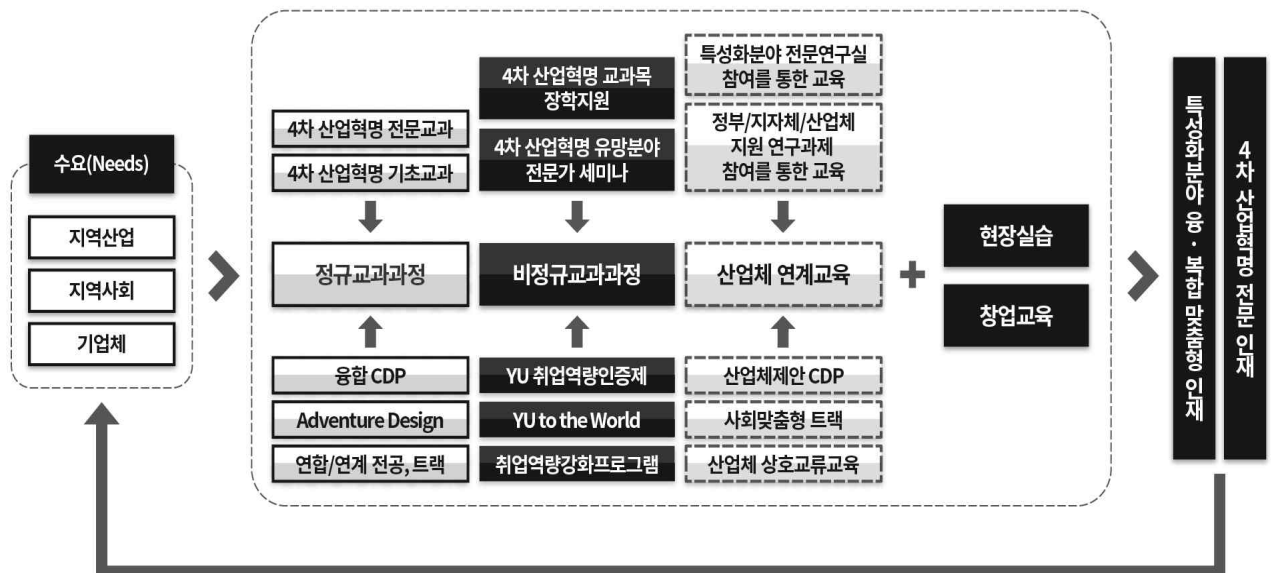 수요(Needs)
지역산업
지역사회
기업체
4차 산업혁명 전문교과
4차 산업혁명 기초교과
정규교과과정
융합 CDP
Adventure Design
연합/연계 전공, 트랙
4차 산업혁명 교과목
장학지원
4차 산업혁명 유망분야
전문가 세미나
비정규교과과정
YU 취업역량인증제
YU to the World
취업역량강화프로그램
특성화분야 전문연구실
참여를 통한 교육
정부/지자체/산업체
지원 연구과제
참여를 통한 교육
산업체 연계교육
산업체제안 CDP
사회맞춤형 트랙
산업체 상호교류교육
+
현장실습
창업교육
특성화분야 융·복합 맞춤형 인재
4차 산업혁명 전문 인재